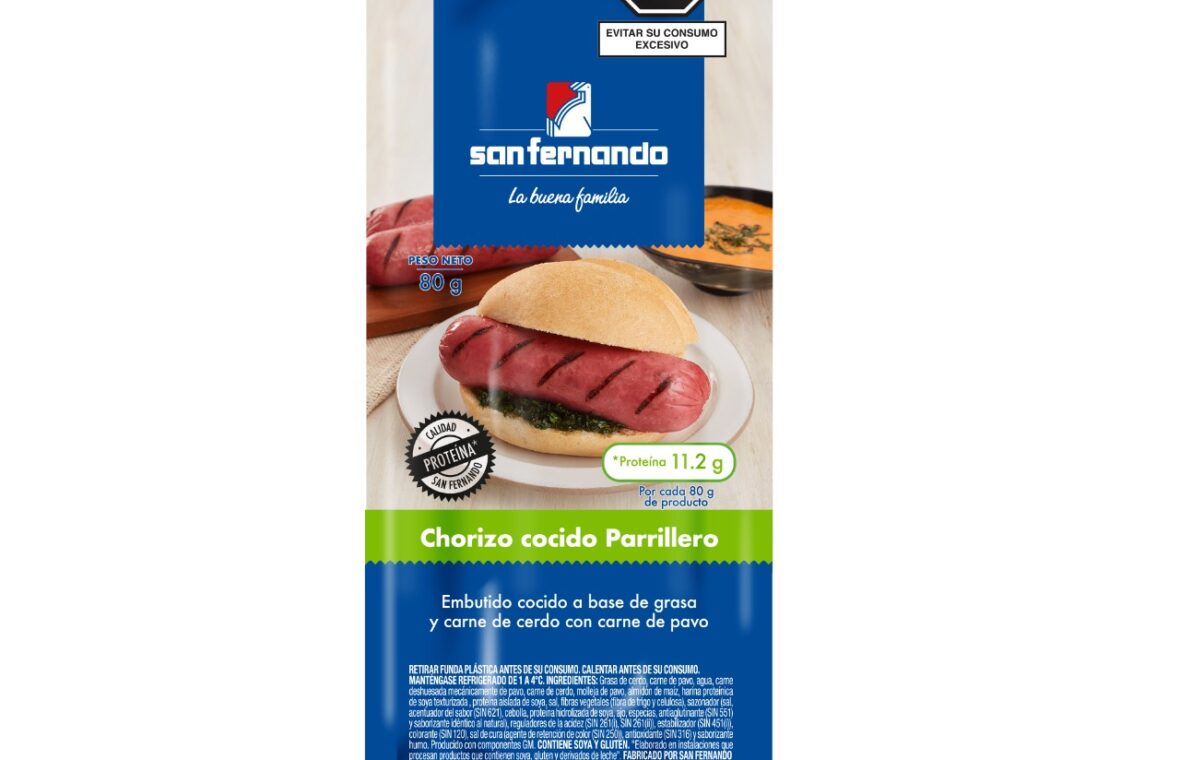 EVITAR SU CONSUMO
EXCESIVO
sanfernando
La buena familia
PESO NETO
80 g
CALIDAD
PROTEÍNA*
SAN FERNANDO
*Proteína 11.2 g
Por cada 80 g
de producto
Chorizo cocido Parrillero
Embutido cocido a base de grasa
y carne de cerdo con carne de pavo
RETIRAR FUNDA PLÁSTICA ANTES DE SU CONSUMO. CALENTAR ANTES DE SU CONSUMO.
MANTÉNGASE REFRIGERADO DE 1 A 4°C. INGREDIENTES: Grasa de cerdo, carne de pavo, agua, carne
deshuesada mecánicamente de pavo, carne de cerdo, molleja de pavo, almidón de maíz, harina proteínica
de soya texturizada, proteína aislada de soya, sal, fibras vegetales (fibra de trigo y celulosa), sazonador (sal,
acentuador del sabor (SIN 621), cebolla, proteína hidrolizada de soya, ajo, especias, antiaglutinante (SIN 551)
y saborizante idéntico al natural), reguladores de la acidez (SIN 261(i), SIN 261(ii)), estabilizador (SIN 451(i)),
colorante (SIN 120), sal de cura (agente de retención de color (SIN 250)), antioxidante (SIN 316) y saborizante
humo. Producido con componentes GM. CONTIENE SOYA Y GLUTEN. "Elaborado en instalaciones que
procesan productos que contienen soya, gluten y derivados de leche". FABRICADO POR SAN FERNANDO